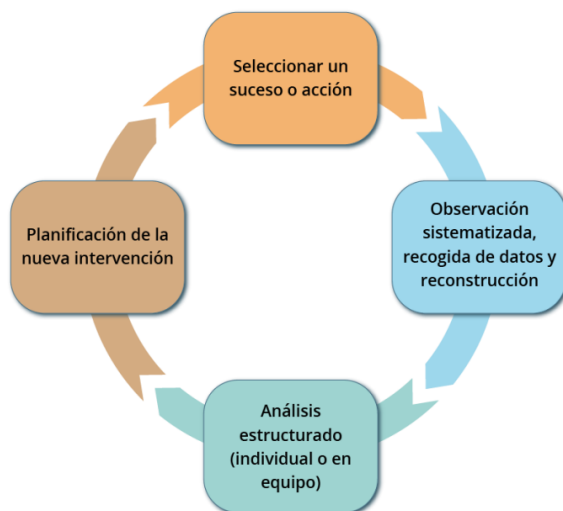 Seleccionar un
suceso o acción
Observación
sistematizada,
recogida de datos y
reconstrucción
Análisis
estructurado
(individual o en
equipo)
Planificación de la
nueva intervención